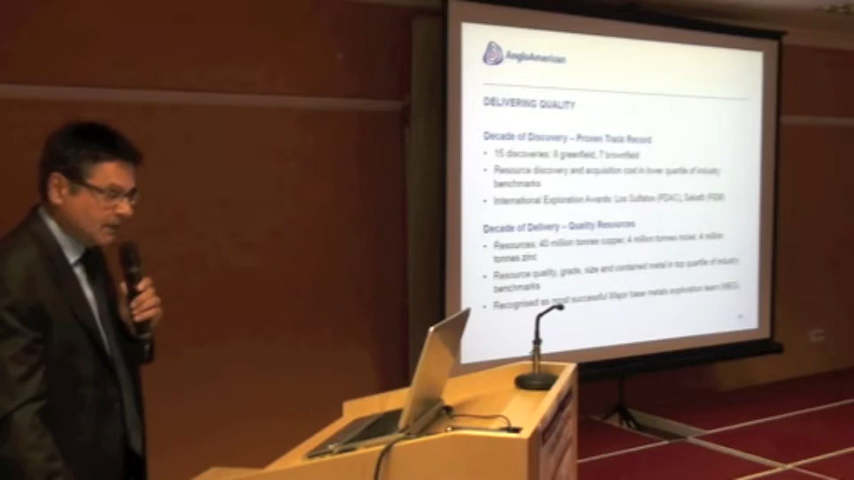 AngloAmerican
DELIVERING QUALITY
Decade of Discovery – Proven Track Record
• 15 discoveries: 8 greenfield, 7 brownfield
• Resource discovery and acquisition cost in lower quartile of industry
benchmarks
• International Exploration Awards: Los Sulfatos (PDAC), Sakatti (FEM)
Decade of Delivery – Quality Resources
• Resources: 40 million tonnes copper, 4 million tonnes nickel, 4 million
tonnes zinc
• Resource quality, grade, size and contained metal in top quartile of industry
benchmarks
• Recognised as most successful Major base metals exploration team (MEG)